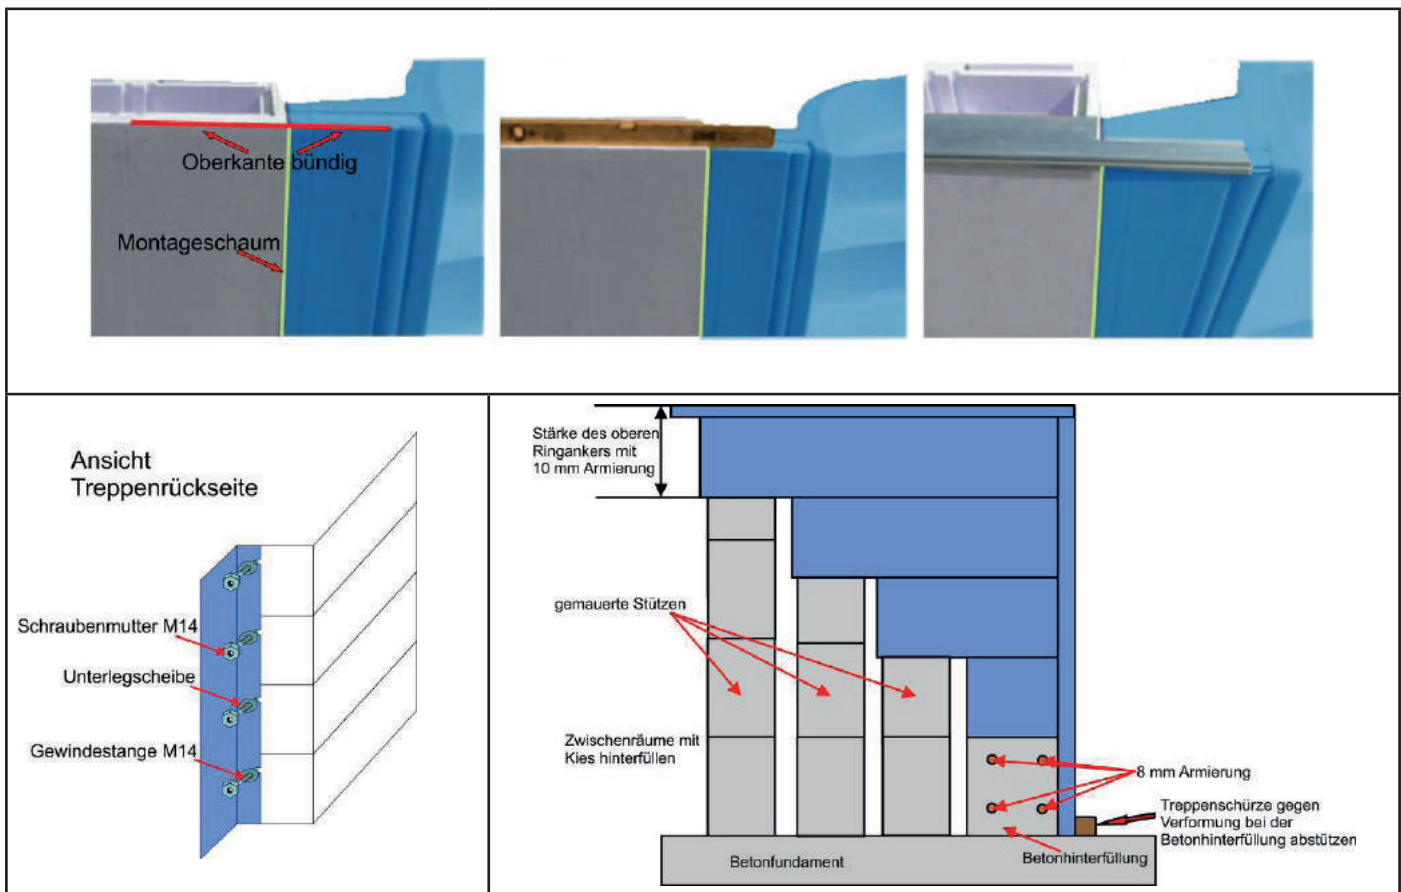 Oberkante bündig
Montageschaum
Ansicht
Treppenrückseite
Schraubenmutter M14
Unterlegscheibe
Gewindestange M14
Stärke des oberen
Ringankers mit
10 mm Armierung
gemauerte Stützen
Zwischenräume mit
Kies hinterfüllen
8 mm Armierung
Treppenschürze gegen
Verformung bei der
Betonhinterfüllung abstützen
Betonfundament
Betonhinterfüllung